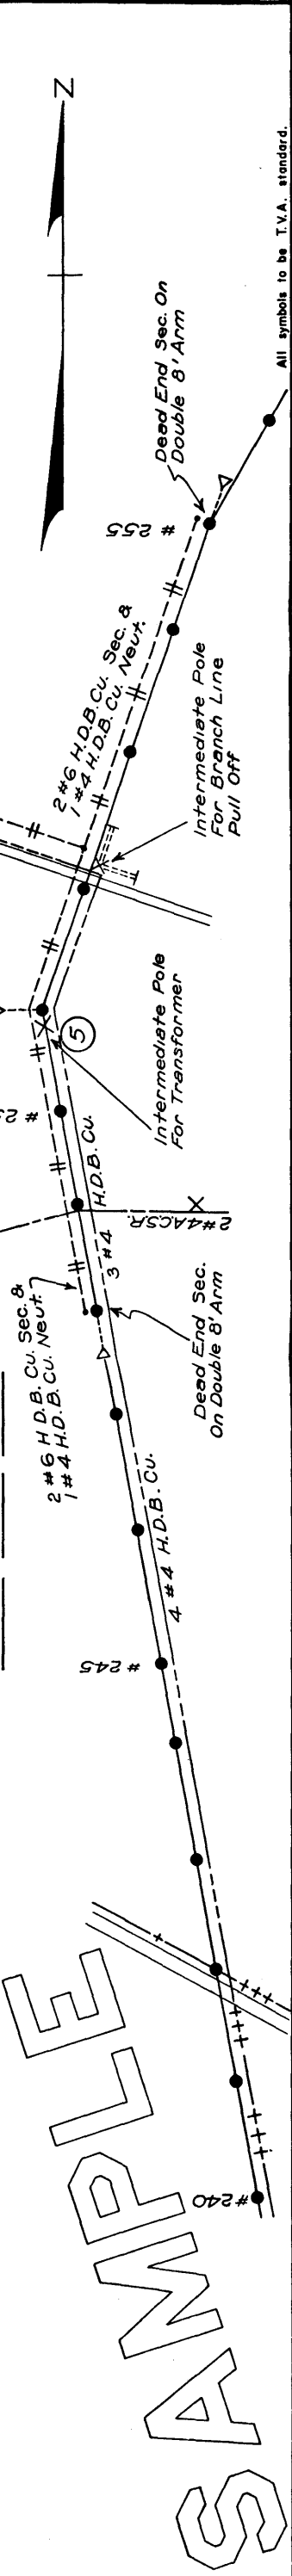 N
All symbols to be T.V.A. standard.
Dead End Sec. On
Double 8' Arm
# 255
2 #6 H.D.B. Cu. Sec. &
1 #4 H.D.B. Cu. Neut.
Intermediate Pole
For Branch Line
Pull Off
5
Intermediate Pole
For Transformer
H.D.B. Cu.
3 #4
2#4 A.C.S.R.
2 #6 H.D.B. Cu. Sec. &
1 #4 H.D.B. Cu. Neut.
Dead End Sec.
On Double 8' Arm
4 #4 H.D.B. Cu.
# 245
#240
SAMPLE